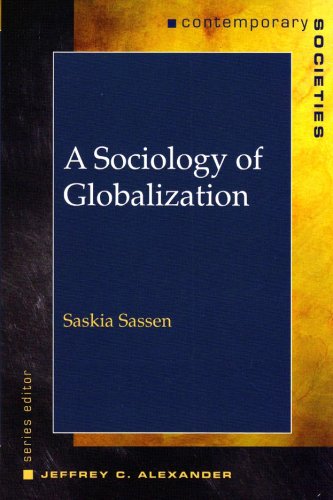 contemporary
SOCIETIES
A Sociology of
Globalization
Saskia Sassen
series editor
JEFFREY C. ALEXANDER